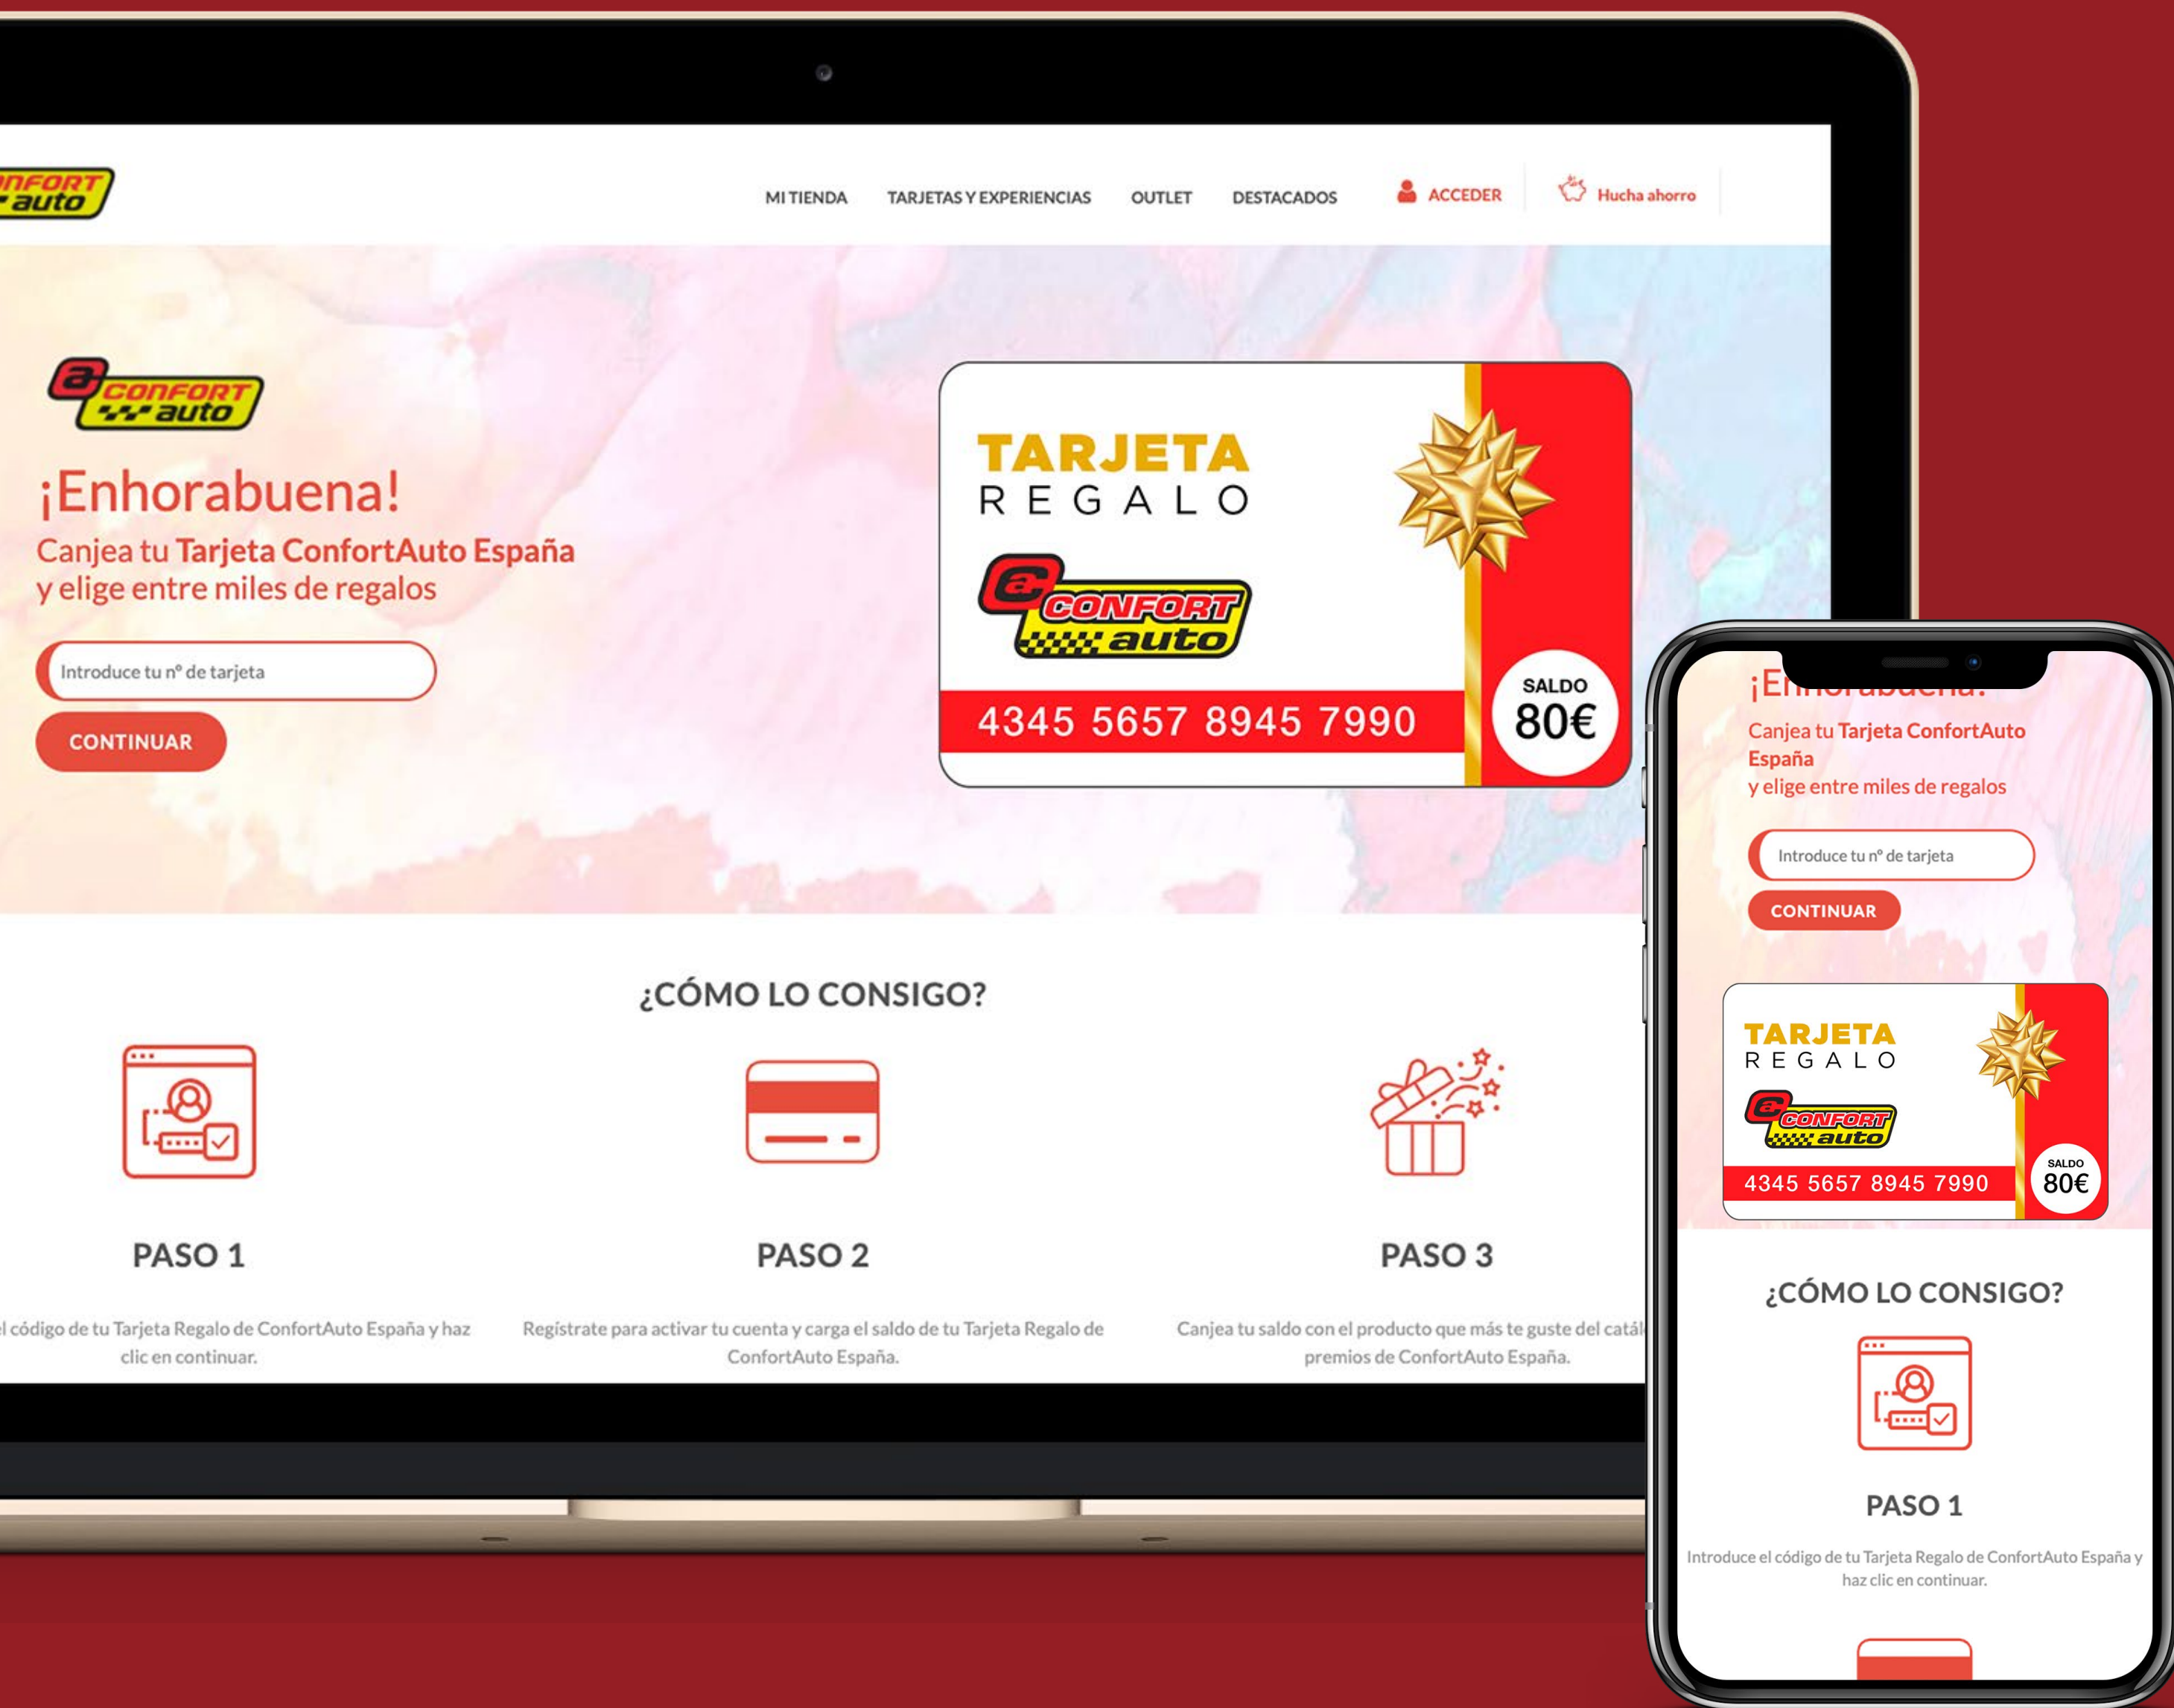 auto
MI TIENDA TARJETAS Y EXPERIENCIAS OUTLET DESTACADOS ACCEDER Hucha ahorro
a
CONFORT
auto
¡Enhorabuena!
Canjea tu Tarjeta ConfortAuto España
y elige entre miles de regalos
Introduce tu nº de tarjeta
CONTINUAR
TARJETA
REGALO
a
CONFORT
auto
4345 5657 8945 7990
SALDO
80€
¿CÓMO LO CONSIGO?
PASO 1
código de tu Tarjeta Regalo de ConfortAuto España y haz
clic en continuar.
PASO 2
Regístrate para activar tu cuenta y carga el saldo de tu Tarjeta Regalo de
ConfortAuto España.
PASO 3
Canjea tu saldo con el producto que más te guste del
premios de ConfortAuto España.
Canjea tu Tarjeta ConfortAuto
España
y elige entre miles de regalos
Introduce tu nº de tarjeta
CONTINUAR
TARJETA
REGALO
a
CONFORT
auto
4345 5657 8945 7990
SALDO
80€
¿CÓMO LO CONSIGO?
PASO 1
Introduce el código de tu Tarjeta Regalo de ConfortAuto España y
haz clic en continuar.